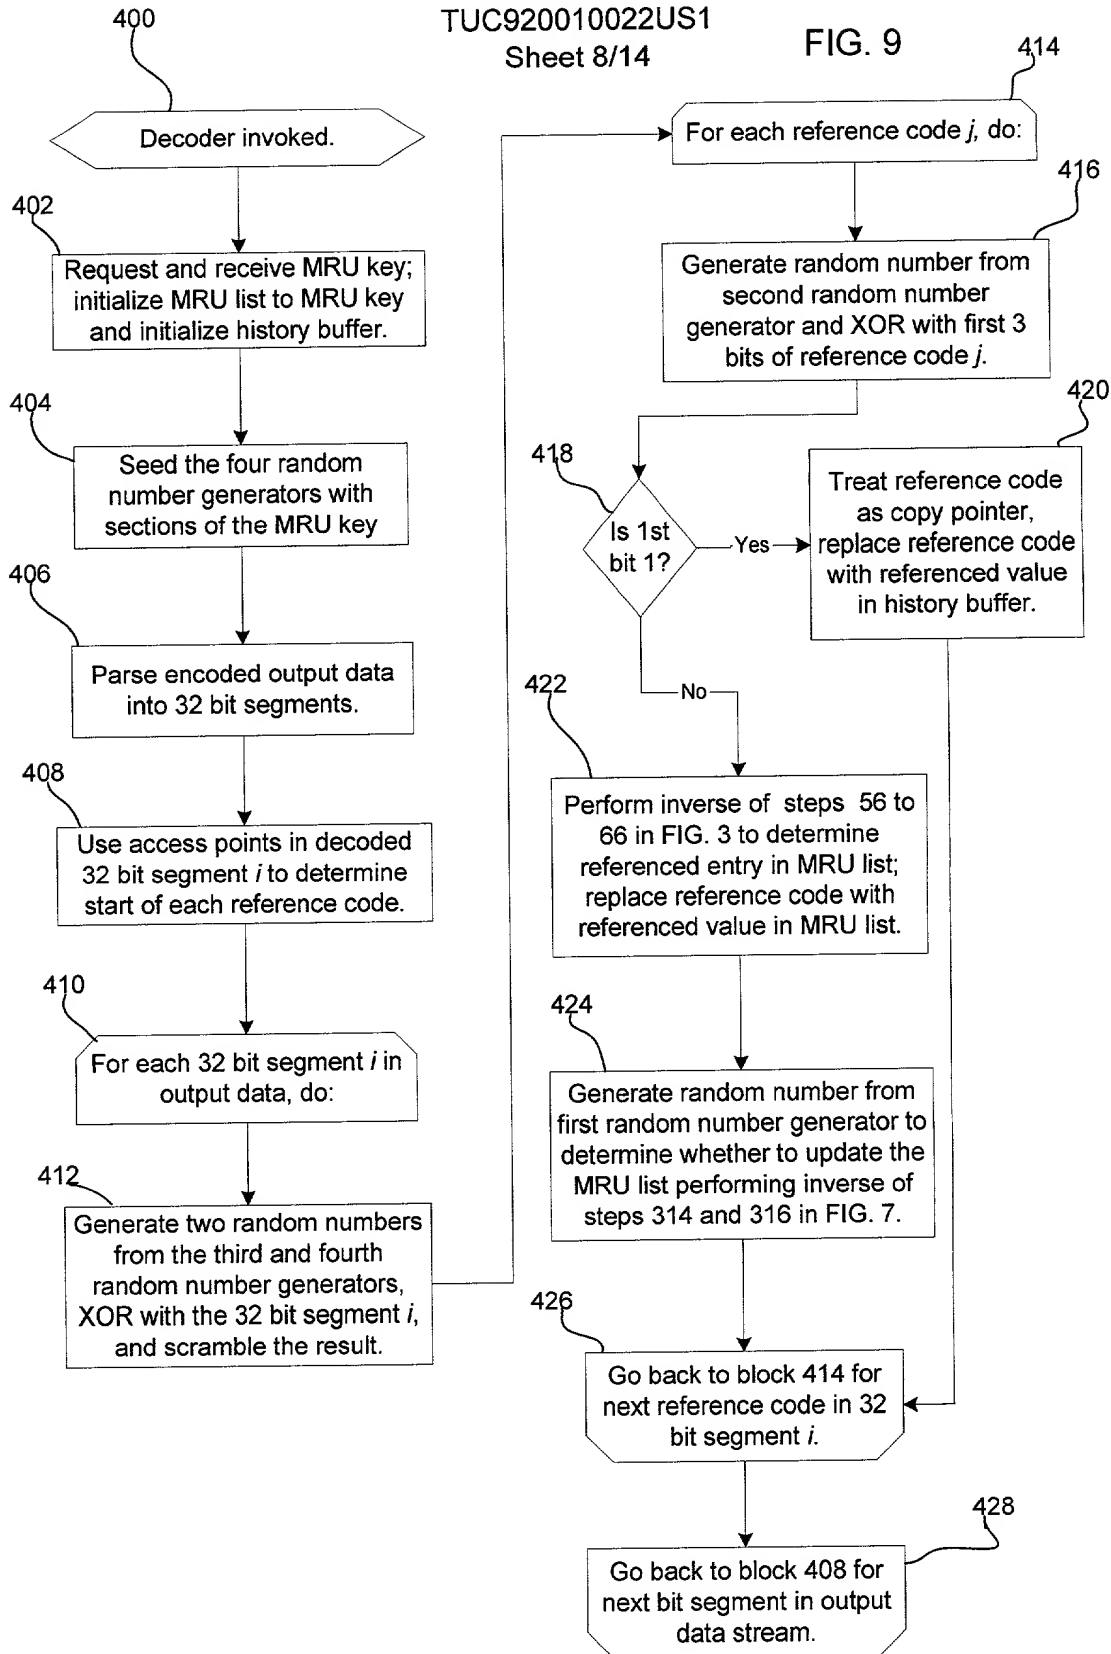 TUC920010022US1
Sheet 8/14
FIG. 9
400
Decoder invoked.
402
Request and receive MRU key;
initialize MRU list to MRU key
and initialize history buffer.
404
Seed the four random
number generators with
sections of the MRU key
406
Parse encoded output data
into 32 bit segments.
408
Use access points in decoded
32 bit segment i to determine
start of each reference code.
410
For each 32 bit segment i in
output data, do:
412
Generate two random numbers
from the third and fourth
random number generators,
XOR with the 32 bit segment i,
and scramble the result.
414
For each reference code j, do:
416
Generate random number from
second random number
generator and XOR with first 3
bits of reference code j.
418
Is 1st
bit 1?
Yes
420
Treat reference code
as copy pointer,
replace reference code
with referenced value
in history buffer.
No
422
Perform inverse of steps 56 to
66 in FIG. 3 to determine
referenced entry in MRU list;
replace reference code with
referenced value in MRU list.
424
Generate random number from
first random number generator to
determine whether to update the
MRU list performing inverse of
steps 314 and 316 in FIG. 7.
426
Go back to block 414 for
next reference code in 32
bit segment i.
428
Go back to block 408 for
next bit segment in output
data stream.